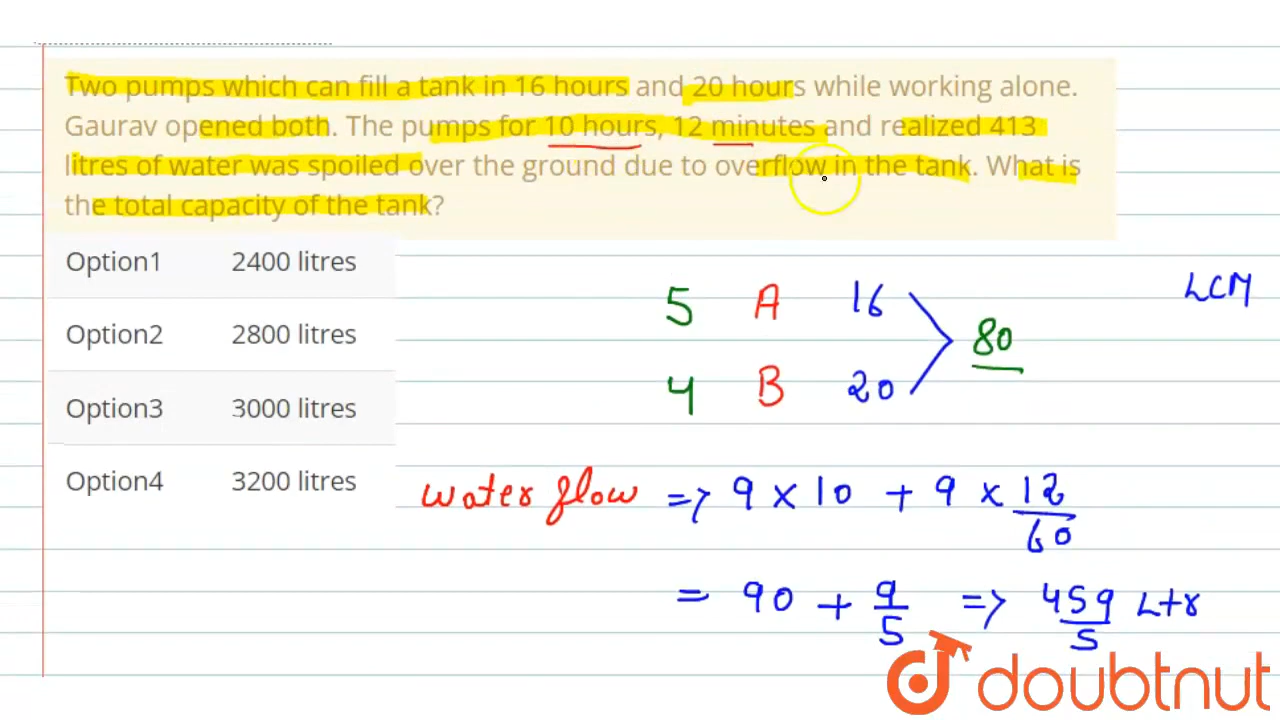 Two pumps which can fill a tank in 16 hours and 20 hours while working alone.
Gaurav opened both. The pumps for 10 hours, 12 minutes and realized 413
litres of water was spoiled over the ground due to overflow in the tank. What is
the total capacity of the tank?
Option1 2400 litres
Option2 2800 litres
Option3 3000 litres
Option4 3200 litres
LCM
5 A 16
80
4 B 20
water flow => 9 x 10 + 9 x 12/60
= 90 + 9/5 => 459/5 Ltr
doubtnut